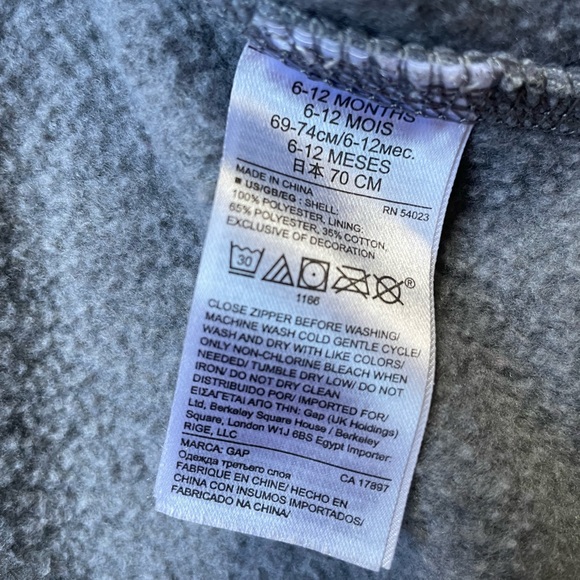 6-12 MONTHS
6-12 MOIS
69-74см/6-12мес.
6-12 MESES
日本 70 CM
MADE IN CHINA RN 54023
■ US/GB/EG : SHELL:
100% POLYESTER, LINING:
65% POLYESTER, 35% COTTON,
EXCLUSIVE OF DECORATION
30 ®
1166
CLOSE ZIPPER BEFORE WASHING/
MACHINE WASH COLD GENTLE CYCLE/
WASH AND DRY WITH LIKE COLORS/
ONLY NON-CHLORINE BLEACH WHEN
NEEDED/ TUMBLE DRY LOW/ DO NOT
IRON/ DO NOT DRY CLEAN
DISTRIBUIDO POR/ IMPORTED FOR/
ΕΙΣΑΓΕΤΑΙ ΑΠΟ ΤΗΝ: Gap (UK Holdings)
Ltd, Berkeley Square House / Berkeley
Square, London W1J 6BS Egypt Importer:
RIGE, LLC
MARCA: GAP CA 17897
Одежда третьего слоя
FABRIQUE EN CHINE/ HECHO EN
CHINA CON INSUMOS IMPORTADOS/
FABRICADO NA CHINA/